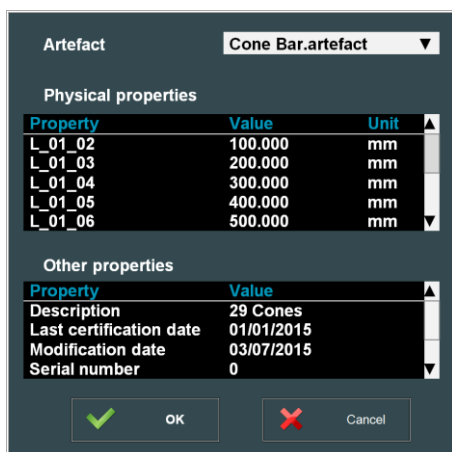 Artefact Cone Bar.artefact ▼
Physical properties
Property Value Unit
L_01_02 100.000 mm
L_01_03 200.000 mm
L_01_04 300.000 mm
L_01_05 400.000 mm
L_01_06 500.000 mm
Other properties
Property Value
Description 29 Cones
Last certification date 01/01/2015
Modification date 03/07/2015
Serial number 0
OK Cancel